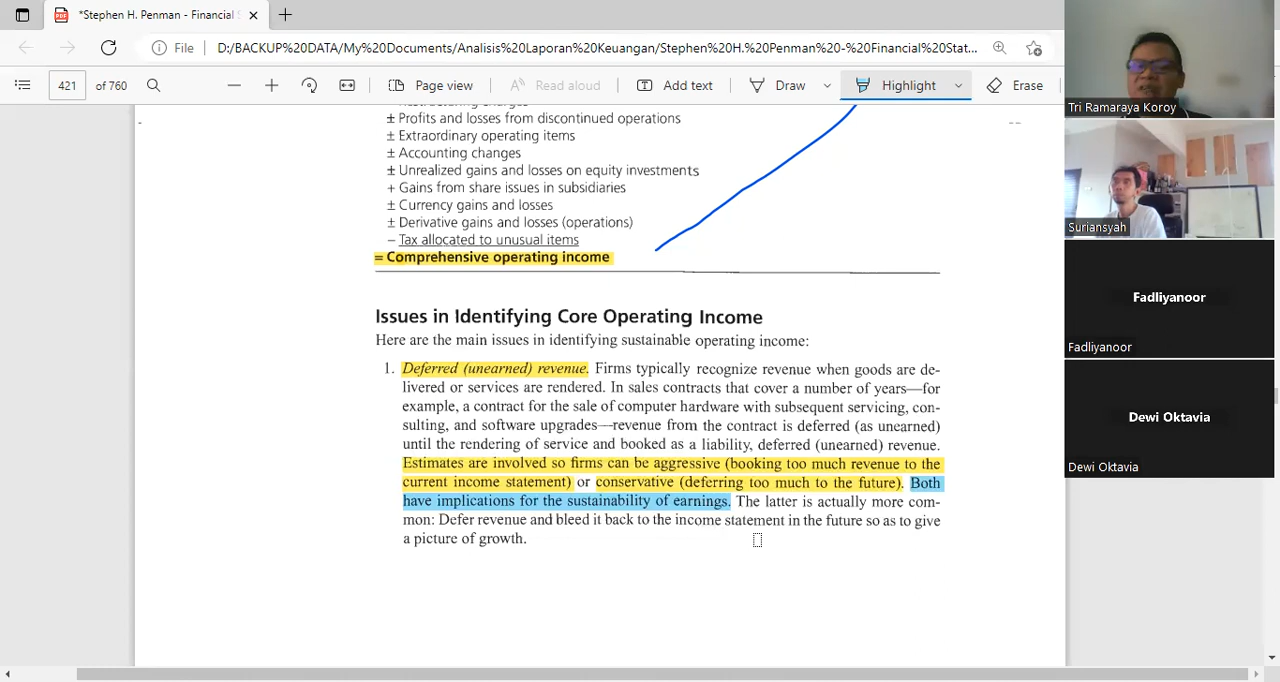 *Stephen H. Penman - Financial S
File D:/BACKUP%20DATA/My%20Documents/Analisis%20Laporan%20Keuangan/Stephen%20H.%20Penman%20-%20Financial%20Stat...
421 of 760 Page view Read aloud Add text Draw Highlight Erase
Restructuring charges
± Profits and losses from discontinued operations
± Extraordinary operating items
± Accounting changes
± Unrealized gains and losses on equity investments
+ Gains from share issues in subsidiaries
± Currency gains and losses
± Derivative gains and losses (operations)
− Tax allocated to unusual items
= Comprehensive operating income
Issues in Identifying Core Operating Income
Here are the main issues in identifying sustainable operating income:
1. Deferred (unearned) revenue. Firms typically recognize revenue when goods are de-
livered or services are rendered. In sales contracts that cover a number of years—for
example, a contract for the sale of computer hardware with subsequent servicing, con-
sulting, and software upgrades—revenue from the contract is deferred (as unearned)
until the rendering of service and booked as a liability, deferred (unearned) revenue.
Estimates are involved so firms can be aggressive (booking too much revenue to the
current income statement) or conservative (deferring too much to the future). Both
have implications for the sustainability of earnings. The latter is actually more com-
mon: Defer revenue and bleed it back to the income statement in the future so as to give
a picture of growth.
Tri Ramaraya Koroy
Suriansyah
Fadliyanoor
Fadliyanoor
Dewi Oktavia
Dewi Oktavia